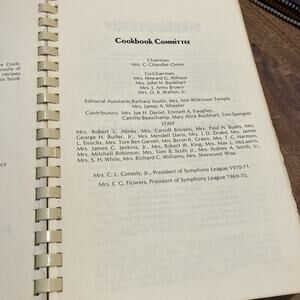 Cookbook COMMITTEE
Chairman
Mrs. C. Chandler Clover
Co-Chairmen
Mrs. Howard G. Allhouse
Mrs. John N. Bookhart
Mrs. J. Army Brown
Mrs. O. B. Walton, Jr.
Editorial Assistants: Barbara Austin, Mrs. Ann Wilkinson Temple
Mrs. James A. Wheeler
Contributors: Mrs. Joe H. Daniel, Emmett A. Vaughey,
Camille Beauchamp, Mary Alice Bookhart, Tom Spengler
STAFF
Mrs. Robert L. Abney, Mrs. Carroll Brinson, Mrs. Paul H. Busby, Mrs.
George H. Butler, Jr., Mrs. Mendell Davis, Mrs. J. D. Drake, Mrs. James
L. Enochs, Mrs. Tom Ben Garrett, Mrs. Byron K. Green, Mrs. T. C. Harmon,
Mrs. James C. Jenkins, Jr., Mrs. Robert W. King, Mrs. Max L. McLaurin,
Mrs. Mitchell Robinson, Mrs. Tom B. Scott, Jr., Mrs. Sydney A. Smith, Jr.,
Mrs. S. H. White, Mrs. Richard C. Williams, Mrs. Sherwood Wise.
Mrs. C. L. Conerly, Jr., President of Symphony League 1970-71.
Mrs. E. G. Flowers, President of Symphony League 1969-70.